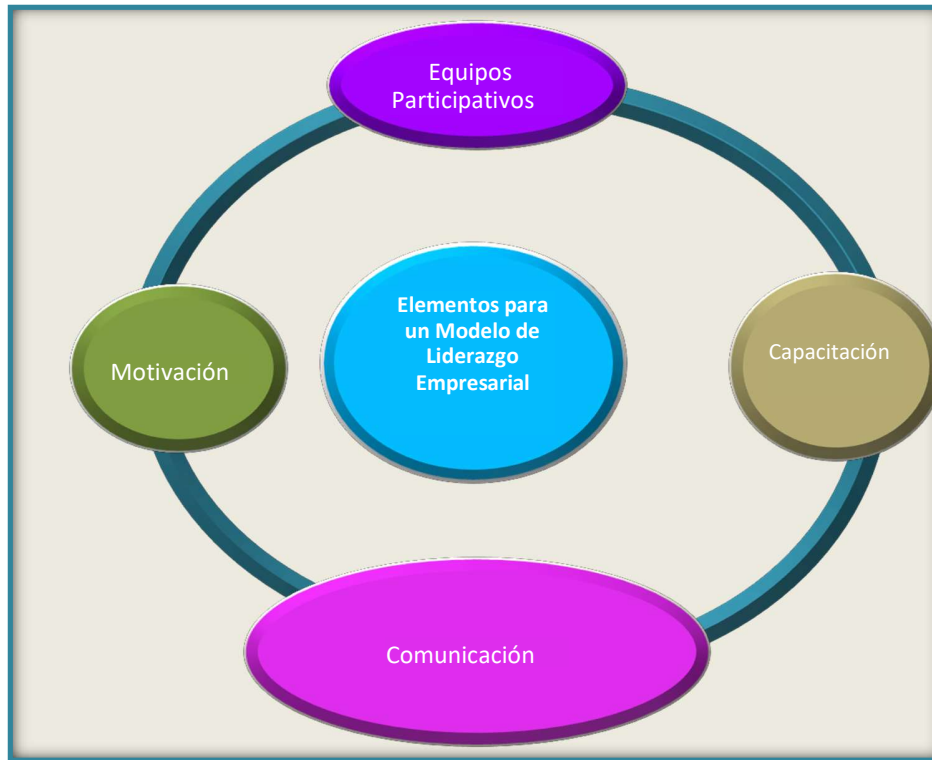 Equipos
Participativos
Elementos para
un Modelo de
Liderazgo
Empresarial
Motivación
Capacitación
Comunicación